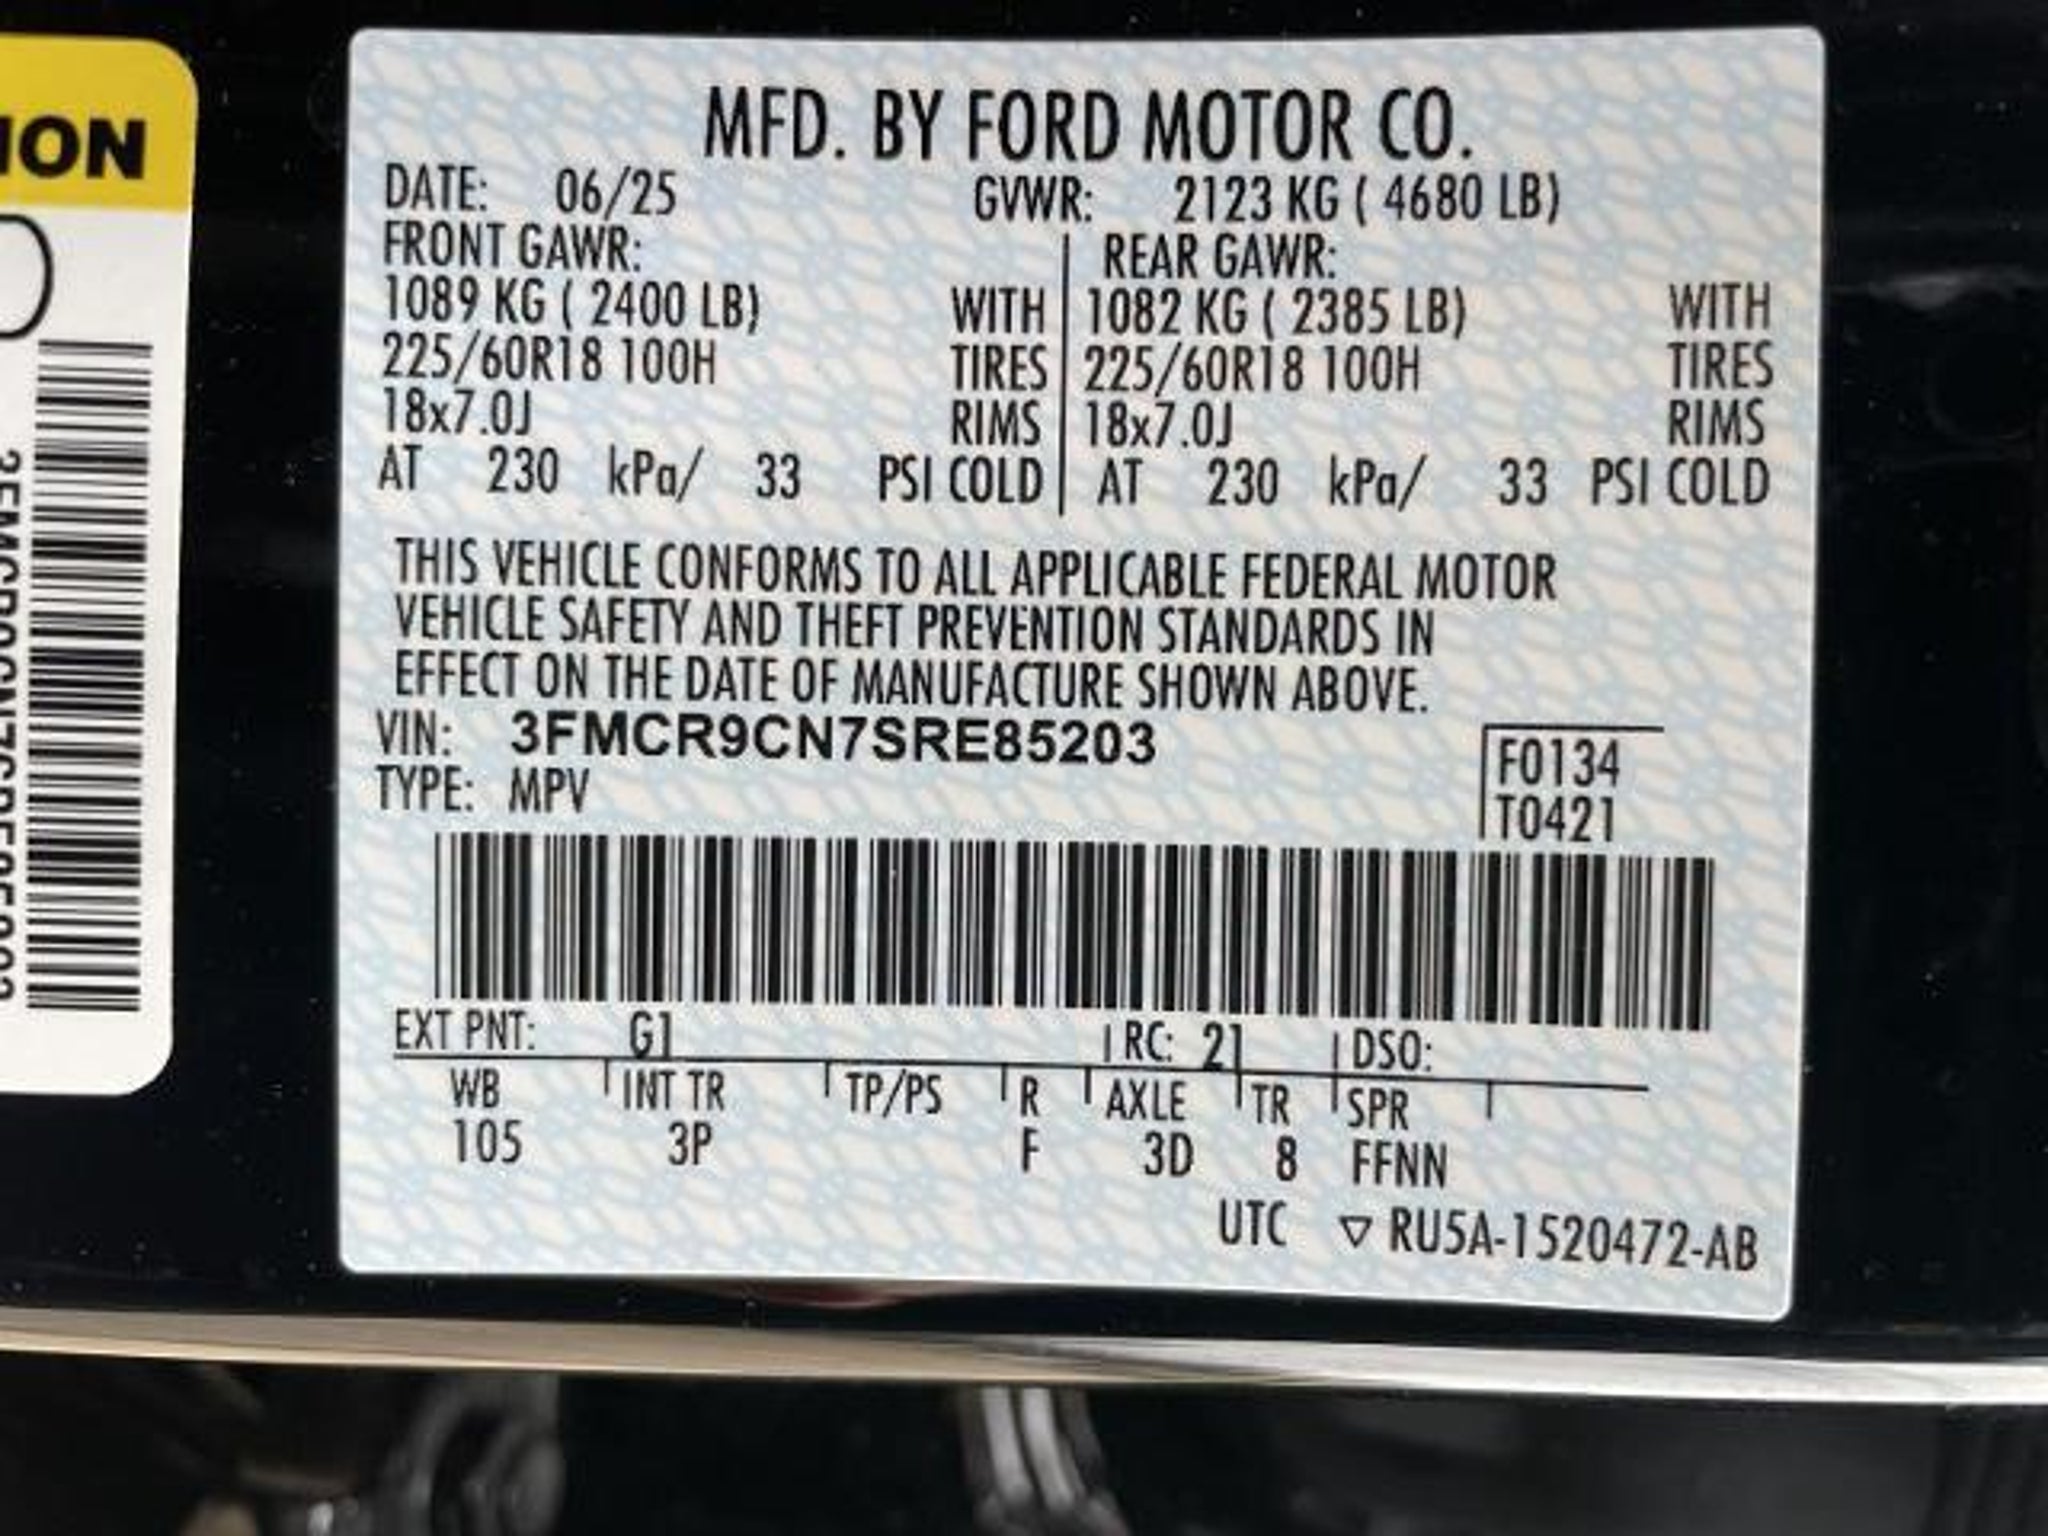 ION
MFD. BY FORD MOTOR CO.
DATE: 06/25 GVWR: 2123 KG ( 4680 LB)
FRONT GAWR: REAR GAWR:
1089 KG ( 2400 LB) WITH 1082 KG ( 2385 LB) WITH
225/60R18 100H TIRES 225/60R18 100H TIRES
18x7.0J RIMS 18x7.0J RIMS
AT 230 kPa/ 33 PSI COLD AT 230 kPa/ 33 PSI COLD
THIS VEHICLE CONFORMS TO ALL APPLICABLE FEDERAL MOTOR
VEHICLE SAFETY AND THEFT PREVENTION STANDARDS IN
EFFECT ON THE DATE OF MANUFACTURE SHOWN ABOVE.
VIN: 3FMCR9CN7SRE85203
TYPE: MPV
F0134
T0421
EXT PNT: G1 RC: 21 DSO:
WB INT TR TP/PS R AXLE TR SPR
105 3P F 3D 8 FFNN
UTC ▽ RU5A-1520472-AB